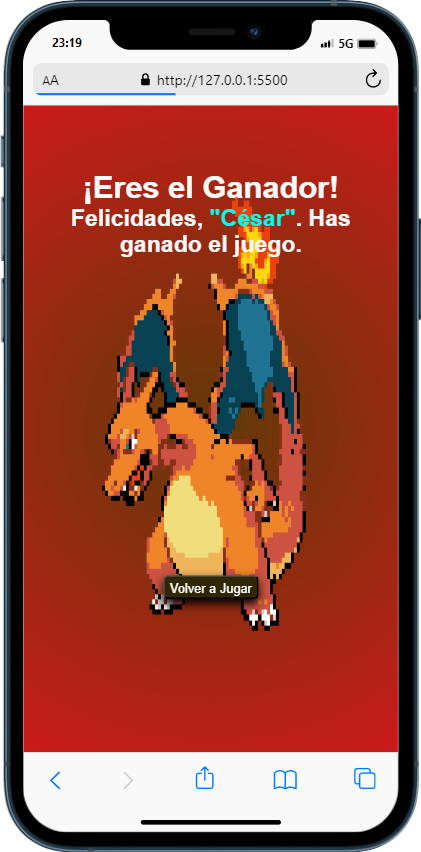 23:19
5G
AA
http://127.0.0.1:5500
¡Eres el Ganador!
Felicidades, "César". Has
ganado el juego.
Volver a Jugar